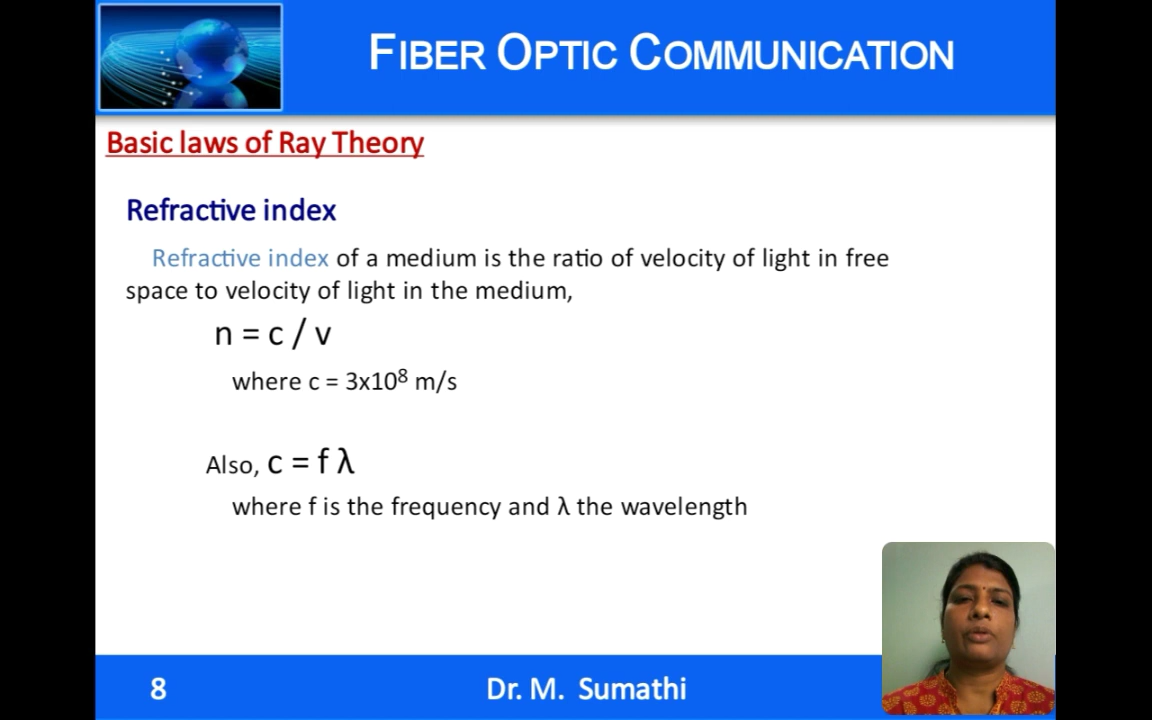 FIBER OPTIC COMMUNICATION
Basic laws of Ray Theory
Refractive index
Refractive index of a medium is the ratio of velocity of light in free
space to velocity of light in the medium,
n = c / v
where c = 3x10⁸ m/s
Also, c = f λ
where f is the frequency and λ the wavelength
8
Dr. M. Sumathi